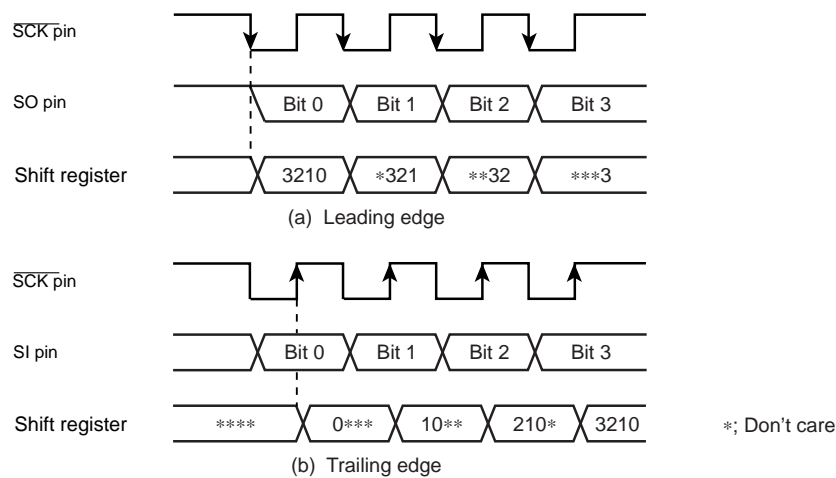 SCK pin
SO pin
Bit 0 Bit 1 Bit 2 Bit 3
Shift register
3210 *321 **32 ***3
(a) Leading edge
SCK pin
SI pin
Bit 0 Bit 1 Bit 2 Bit 3
Shift register
**** 0*** 10** 210* 3210
*; Don't care
(b) Trailing edge